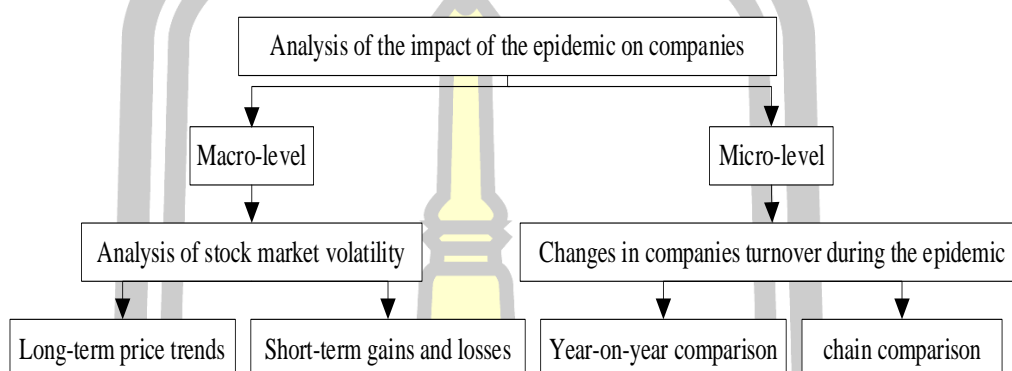 Analysis of the impact of the epidemic on companies
Macro-level
Micro-level
Analysis of stock market volatility
Changes in companies turnover during the epidemic
Long-term price trends
Short-term gains and losses
Year-on-year comparison
chain comparison